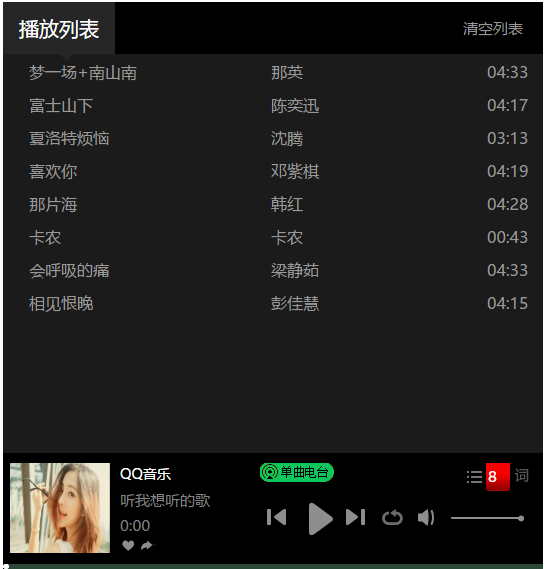 播放列表 清空列表
梦一场+南山南 那英 04:33
富士山下 陈奕迅 04:17
夏洛特烦恼 沈腾 03:13
喜欢你 邓紫棋 04:19
那片海 韩红 04:28
卡农 卡农 00:43
会呼吸的痛 梁静茹 04:33
相见恨晚 彭佳慧 04:15
QQ音乐 单曲电台 8 词
听我想听的歌
0:00